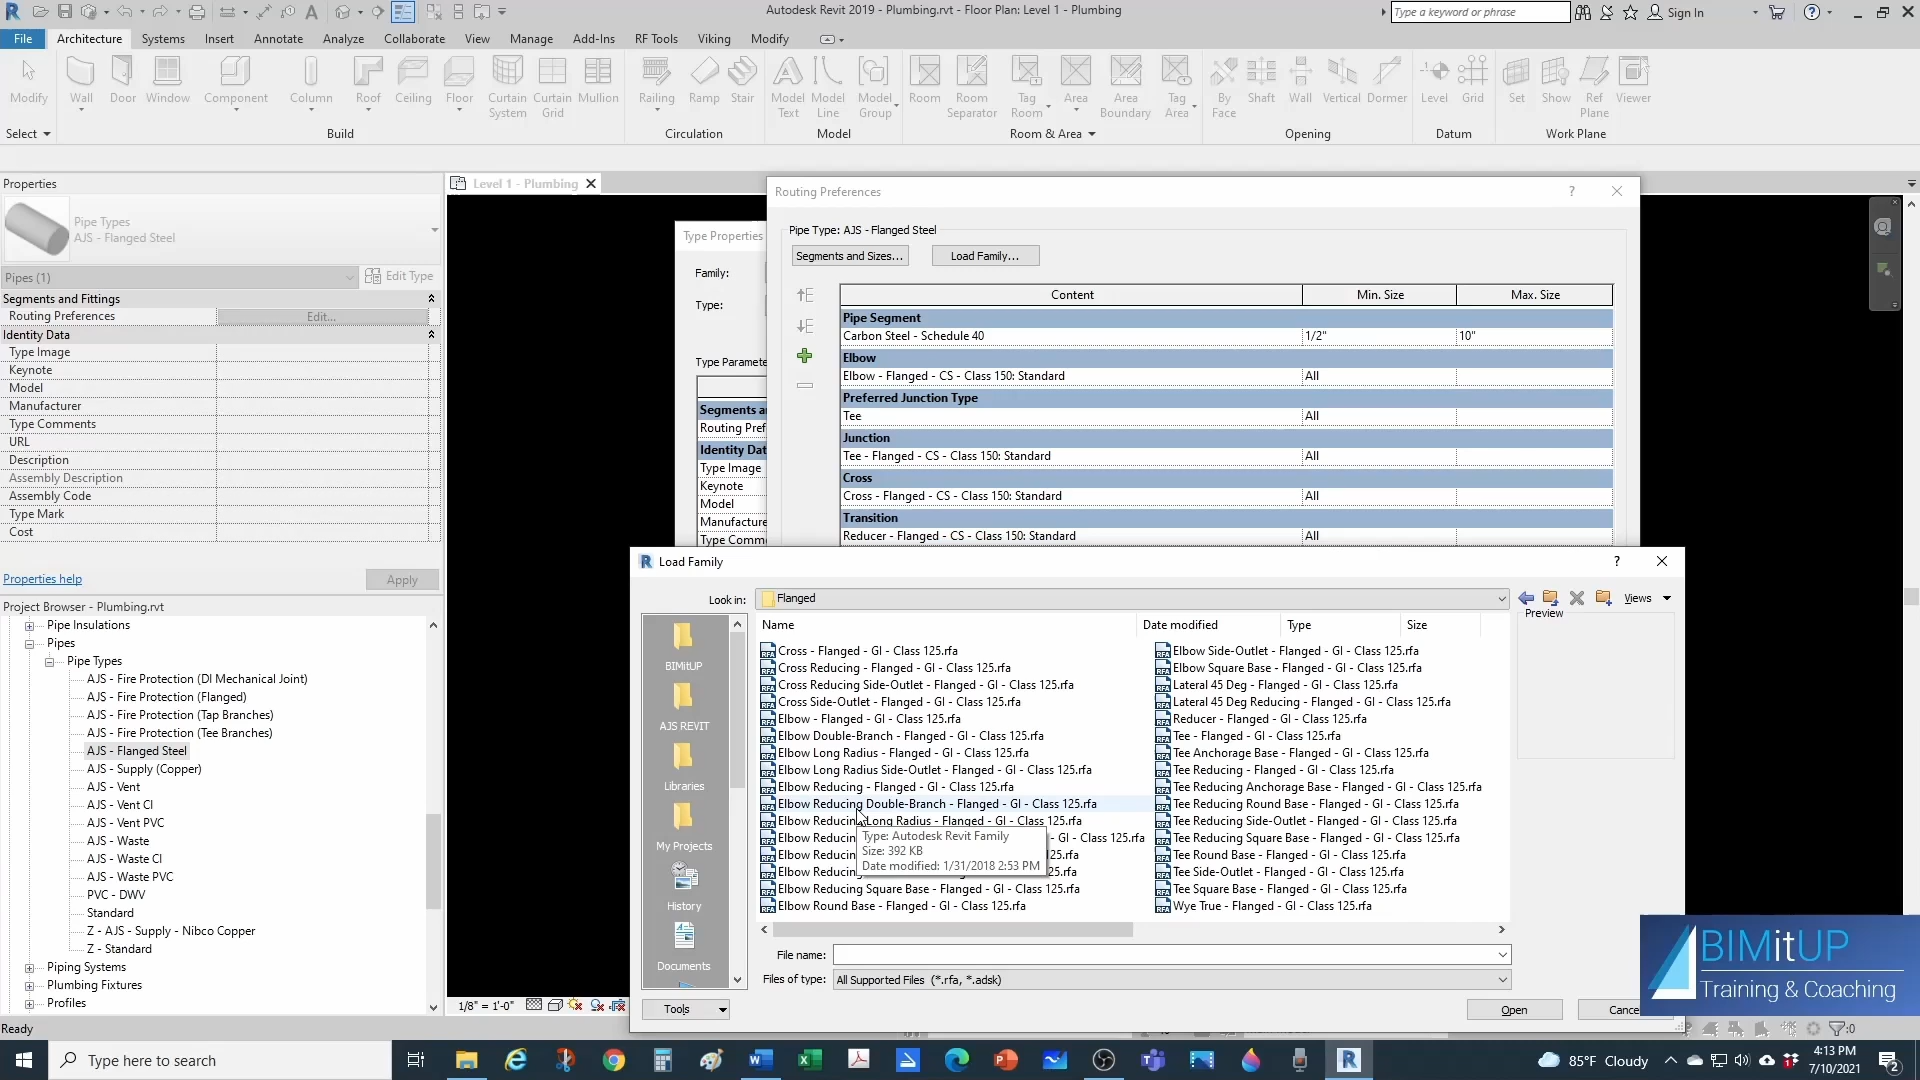 Autodesk Revit 2019 - Plumbing.rvt - Floor Plan: Level 1 - Plumbing
Type a keyword or phrase
Sign In
File Architecture Systems Insert Annotate Analyze Collaborate View Manage Add-Ins RF Tools Viking Modify
Modify Wall Door Window Component Column Roof Ceiling Floor Curtain System Curtain Grid Mullion Railing Ramp Stair Model Text Model Line Model Group Room Room Separator Tag Room Area Area Boundary Tag Area By Face Shaft Wall Vertical Dormer Level Grid Set Show Ref Plane Viewer
Select Build Circulation Model Room & Area Opening Datum Work Plane
Properties
Pipe Types
AJS - Flanged Steel
Pipes (1)
Edit Type
Segments and Fittings
Routing Preferences
Edit...
Identity Data
Type Image
Keynote
Model
Manufacturer
Type Comments
URL
Description
Assembly Description
Assembly Code
Type Mark
Cost
Properties help
Apply
Project Browser - Plumbing.rvt
Pipe Insulations
Pipes
Pipe Types
AJS - Fire Protection (DI Mechanical Joint)
AJS - Fire Protection (Flanged)
AJS - Fire Protection (Tap Branches)
AJS - Fire Protection (Tee Branches)
AJS - Flanged Steel
AJS - Supply (Copper)
AJS - Vent
AJS - Vent CI
AJS - Vent PVC
AJS - Waste
AJS - Waste CI
AJS - Waste PVC
PVC - DWV
Standard
Z - AJS - Supply - Nibco Copper
Z - Standard
Piping Systems
Plumbing Fixtures
Profiles
Ready
Level 1 - Plumbing
1/8" = 1'-0"
Type Properties
Family:
Type:
Type Paramete
Segments a
Routing Pref
Identity Dat
Type Image
Keynote
Model
Manufacture
Type Comm
Routing Preferences
Pipe Type: AJS - Flanged Steel
Segments and Sizes...
Load Family...
Content Min. Size Max. Size
Pipe Segment
Carbon Steel - Schedule 40 1/2" 10"
Elbow
Elbow - Flanged - CS - Class 150: Standard All
Preferred Junction Type
Tee All
Junction
Tee - Flanged - CS - Class 150: Standard All
Cross
Cross - Flanged - CS - Class 150: Standard All
Transition
Reducer - Flanged - CS - Class 150: Standard All
Load Family
Look in: Flanged
Views
Preview
BIMitUP
AJS REVIT
Libraries
My Projects
History
Documents
Name Date modified Type Size
Cross - Flanged - GI - Class 125.rfa
Cross Reducing - Flanged - GI - Class 125.rfa
Cross Reducing Side-Outlet - Flanged - GI - Class 125.rfa
Cross Side-Outlet - Flanged - GI - Class 125.rfa
Elbow - Flanged - GI - Class 125.rfa
Elbow Double-Branch - Flanged - GI - Class 125.rfa
Elbow Long Radius - Flanged - GI - Class 125.rfa
Elbow Long Radius Side-Outlet - Flanged - GI - Class 125.rfa
Elbow Reducing - Flanged - GI - Class 125.rfa
Elbow Reducing Double-Branch - Flanged - GI - Class 125.rfa
Elbow Reducing Long Radius - Flanged - GI - Class 125.rfa
Elbow Reducin - GI - Class 125.rfa
Elbow Reducin 5.rfa
Elbow Reducing 5.rfa
Elbow Reducing Square Base - Flanged - GI - Class 125.rfa
Elbow Round Base - Flanged - GI - Class 125.rfa
Type: Autodesk Revit Family
Size: 392 KB
Date modified: 1/31/2018 2:53 PM
Elbow Side-Outlet - Flanged - GI - Class 125.rfa
Elbow Square Base - Flanged - GI - Class 125.rfa
Lateral 45 Deg - Flanged - GI - Class 125.rfa
Lateral 45 Deg Reducing - Flanged - GI - Class 125.rfa
Reducer - Flanged - GI - Class 125.rfa
Tee - Flanged - GI - Class 125.rfa
Tee Anchorage Base - Flanged - GI - Class 125.rfa
Tee Reducing - Flanged - GI - Class 125.rfa
Tee Reducing Anchorage Base - Flanged - GI - Class 125.rfa
Tee Reducing Round Base - Flanged - GI - Class 125.rfa
Tee Reducing Side-Outlet - Flanged - GI - Class 125.rfa
Tee Reducing Square Base - Flanged - GI - Class 125.rfa
Tee Round Base - Flanged - GI - Class 125.rfa
Tee Side-Outlet - Flanged - GI - Class 125.rfa
Tee Square Base - Flanged - GI - Class 125.rfa
Wye True - Flanged - GI - Class 125.rfa
File name:
Files of type: All Supported Files (*.rfa, *.adsk)
Tools
Open
Cance
BIMitUP
Training & Coaching
:0
Type here to search
85°F Cloudy
4:13 PM
7/10/2021
2